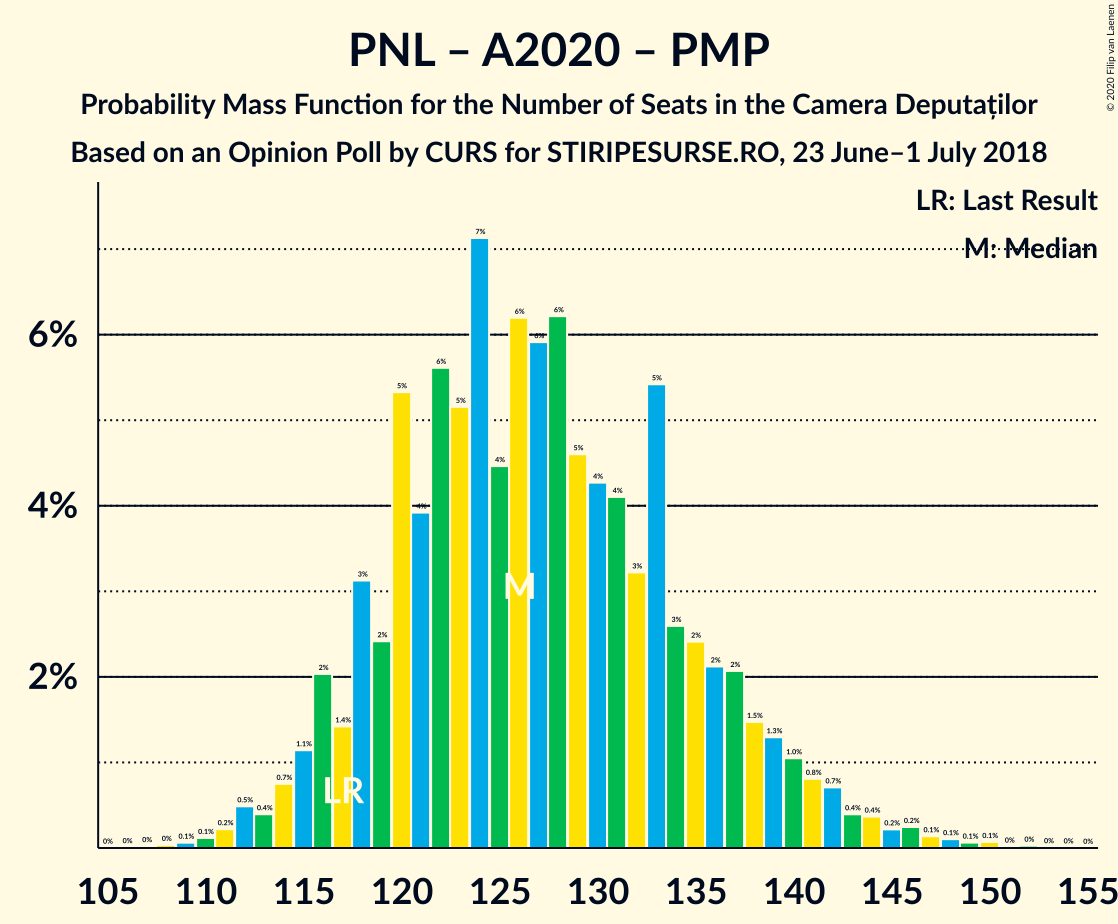 PNL – A2020 – PMP
Probability Mass Function for the Number of Seats in the Camera Deputaților
Based on an Opinion Poll by CURS for STIRIPESURSE.RO, 23 June–1 July 2018
© 2020 Filip van Laenen
LR: Last Result
M: Median
6%
4%
2%
0% 0% 0% 0% 0.1% 0.1% 0.2% 0.5% 0.4% 0.7% 1.1% 2% 1.4% 3% 2% 5% 4% 6% 5% 7% 4% 6% 6% 6% 5% 4% 4% 3% 5% 3% 2% 2% 2% 1.5% 1.3% 1.0% 0.8% 0.7% 0.4% 0.4% 0.2% 0.2% 0.1% 0.1% 0.1% 0.1% 0% 0% 0% 0% 0%
M
LR
105 110 115 120 125 130 135 140 145 150 155